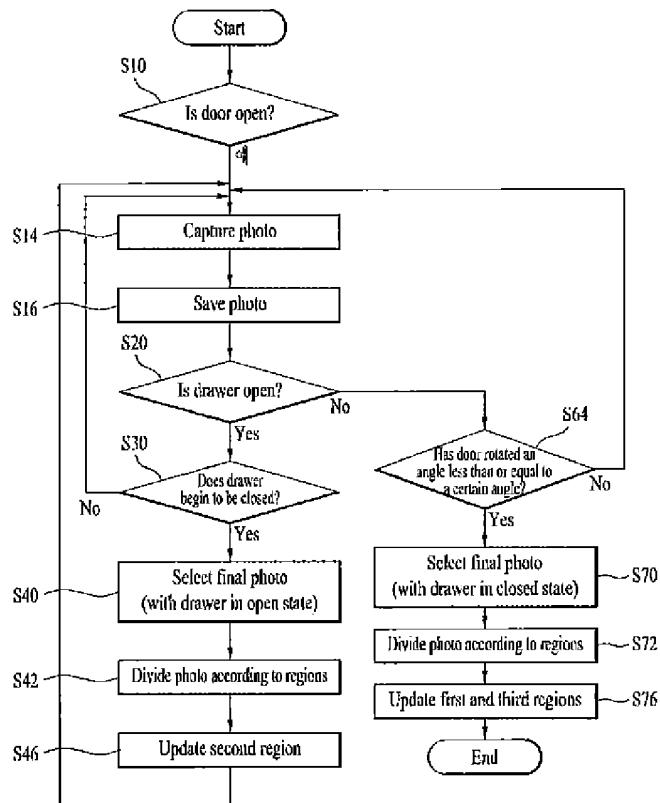 Start
S10
Is door open?
S14
Capture photo
S16
Save photo
S20
Is drawer open?
No
Yes
S64
Has door rotated an
angle less than or equal to
a certain angle?
No
Yes
S30
Does drawer
begin to be closed?
No
Yes
S40
Select final photo
(with drawer in open state)
Select final photo
(with drawer in closed state)
S70
S42
Divide photo according to regions
Divide photo according to regions
S72
S46
Update second region
Update first and third regions
S76
End